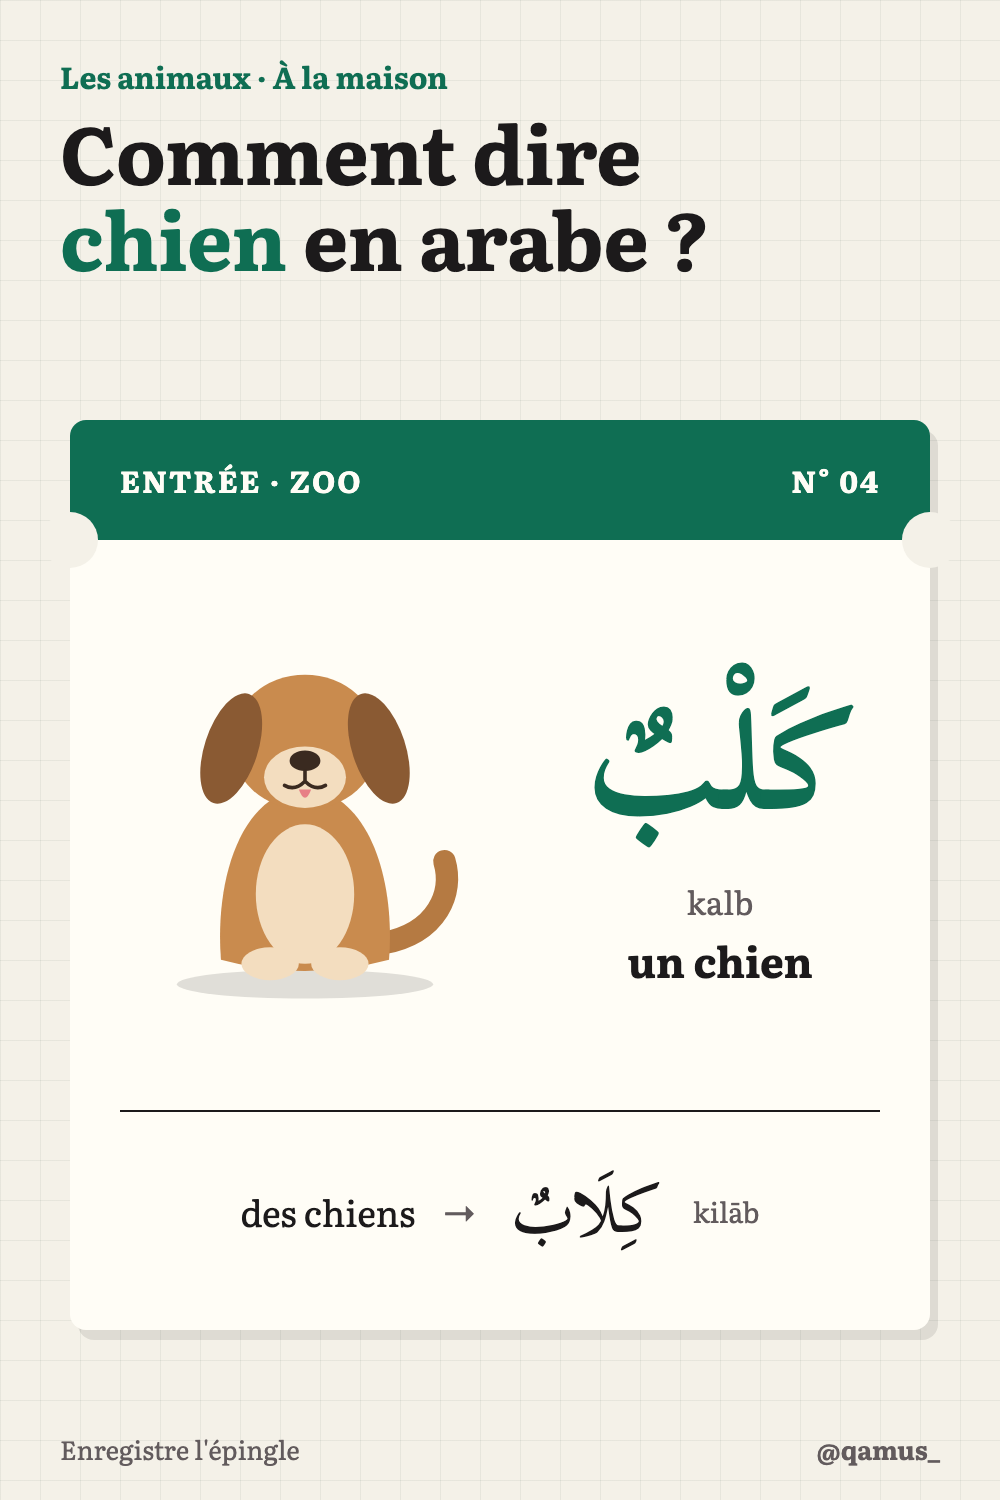 Les animaux · À la maison
Comment dire
chien en arabe ?
ENTRÉE · ZOO N° 04
كَلْبٌ
kalb
un chien
des chiens → كِلَابٌ kilāb
Enregistre l'épingle @qamus_